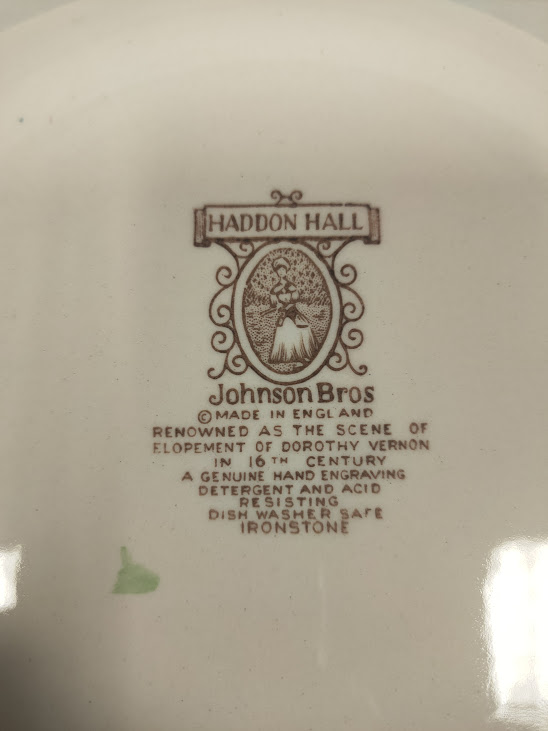 HADDON HALL
Johnson Bros
© MADE IN ENGLAND
RENOWNED AS THE SCENE OF
ELOPEMENT OF DOROTHY VERNON
IN 16TH CENTURY
A GENUINE HAND ENGRAVING
DETERGENT AND ACID
RESISTING
DISH WASHER SAFE
IRONSTONE